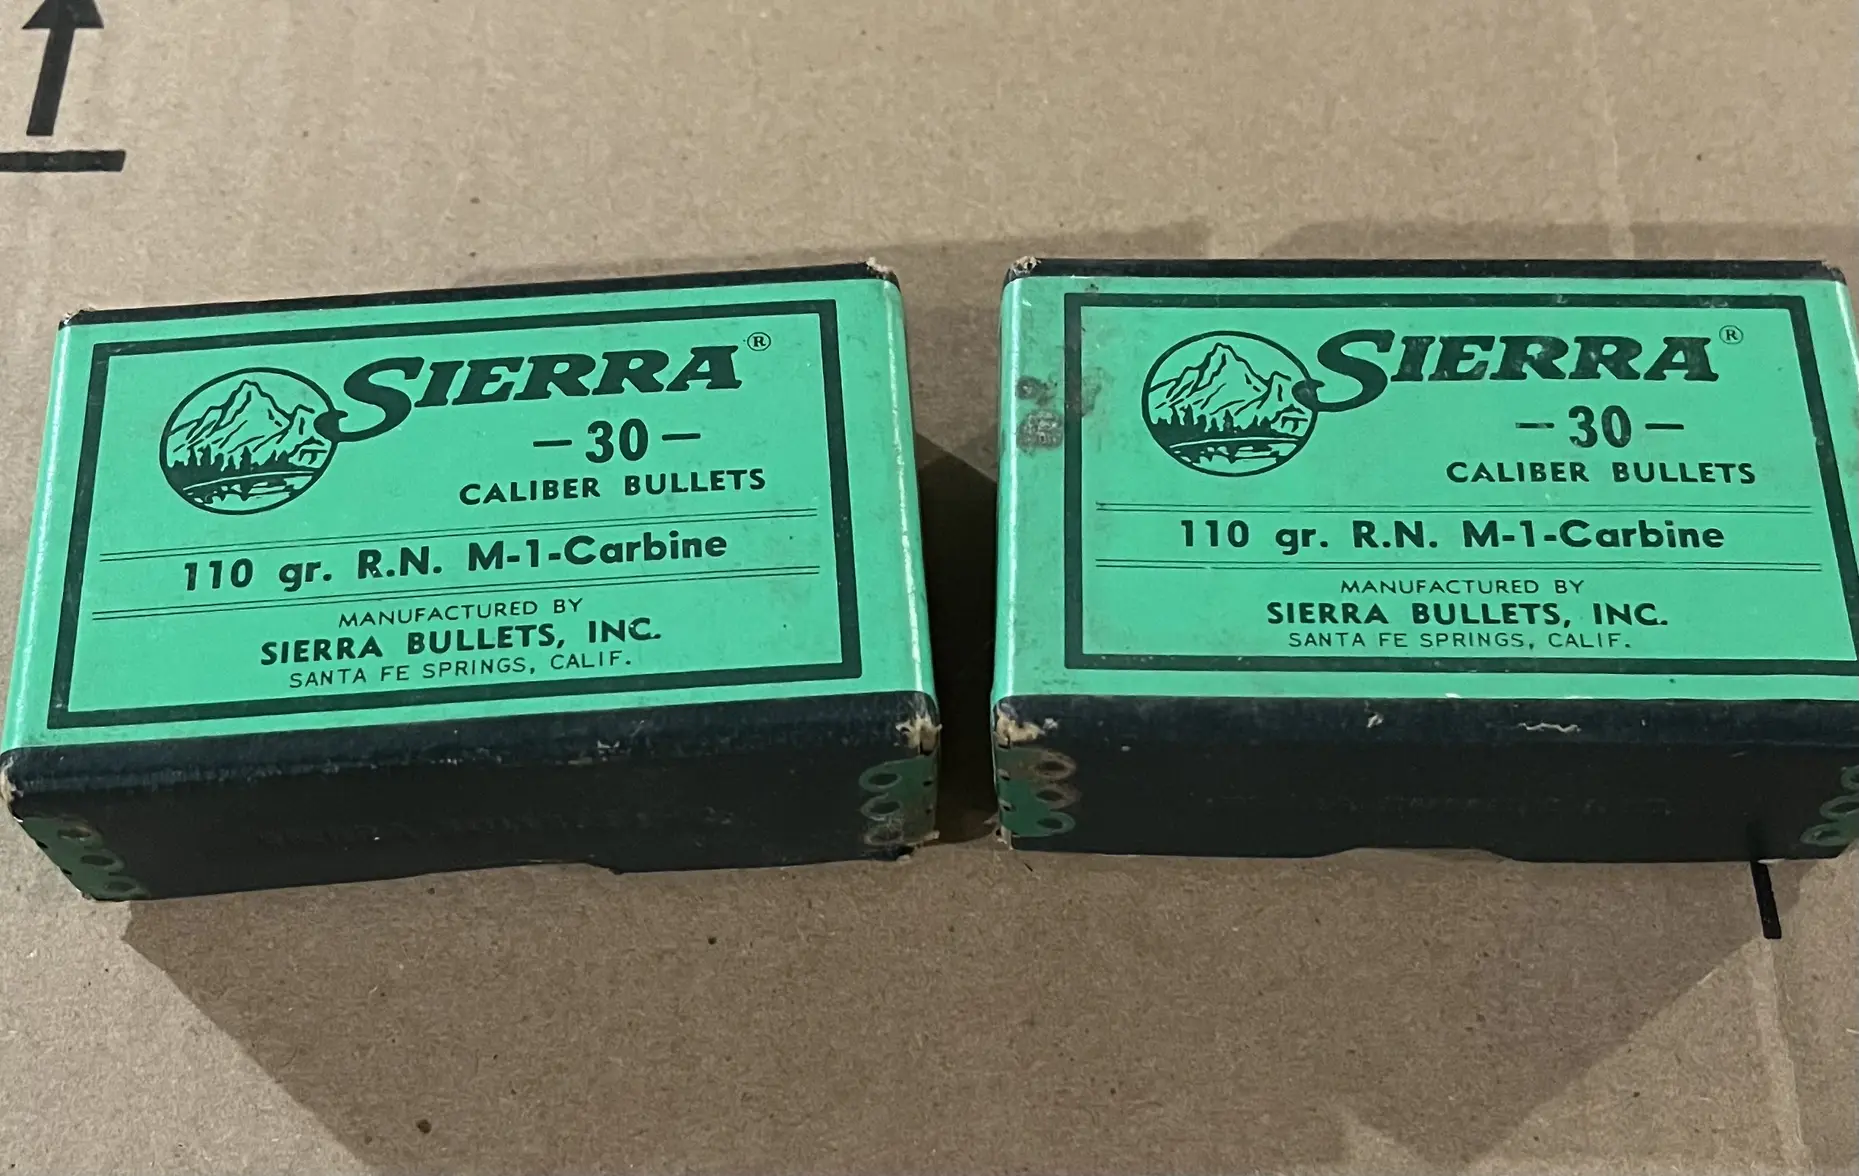 SIERRA®
-30-
CALIBER BULLETS
110 gr. R.N. M-1-Carbine
MANUFACTURED BY
SIERRA BULLETS, INC.
SANTA FE SPRINGS, CALIF.
SIERRA®
-30-
CALIBER BULLETS
110 gr. R.N. M-1-Carbine
MANUFACTURED BY
SIERRA BULLETS, INC.
SANTA FE SPRINGS, CALIF.